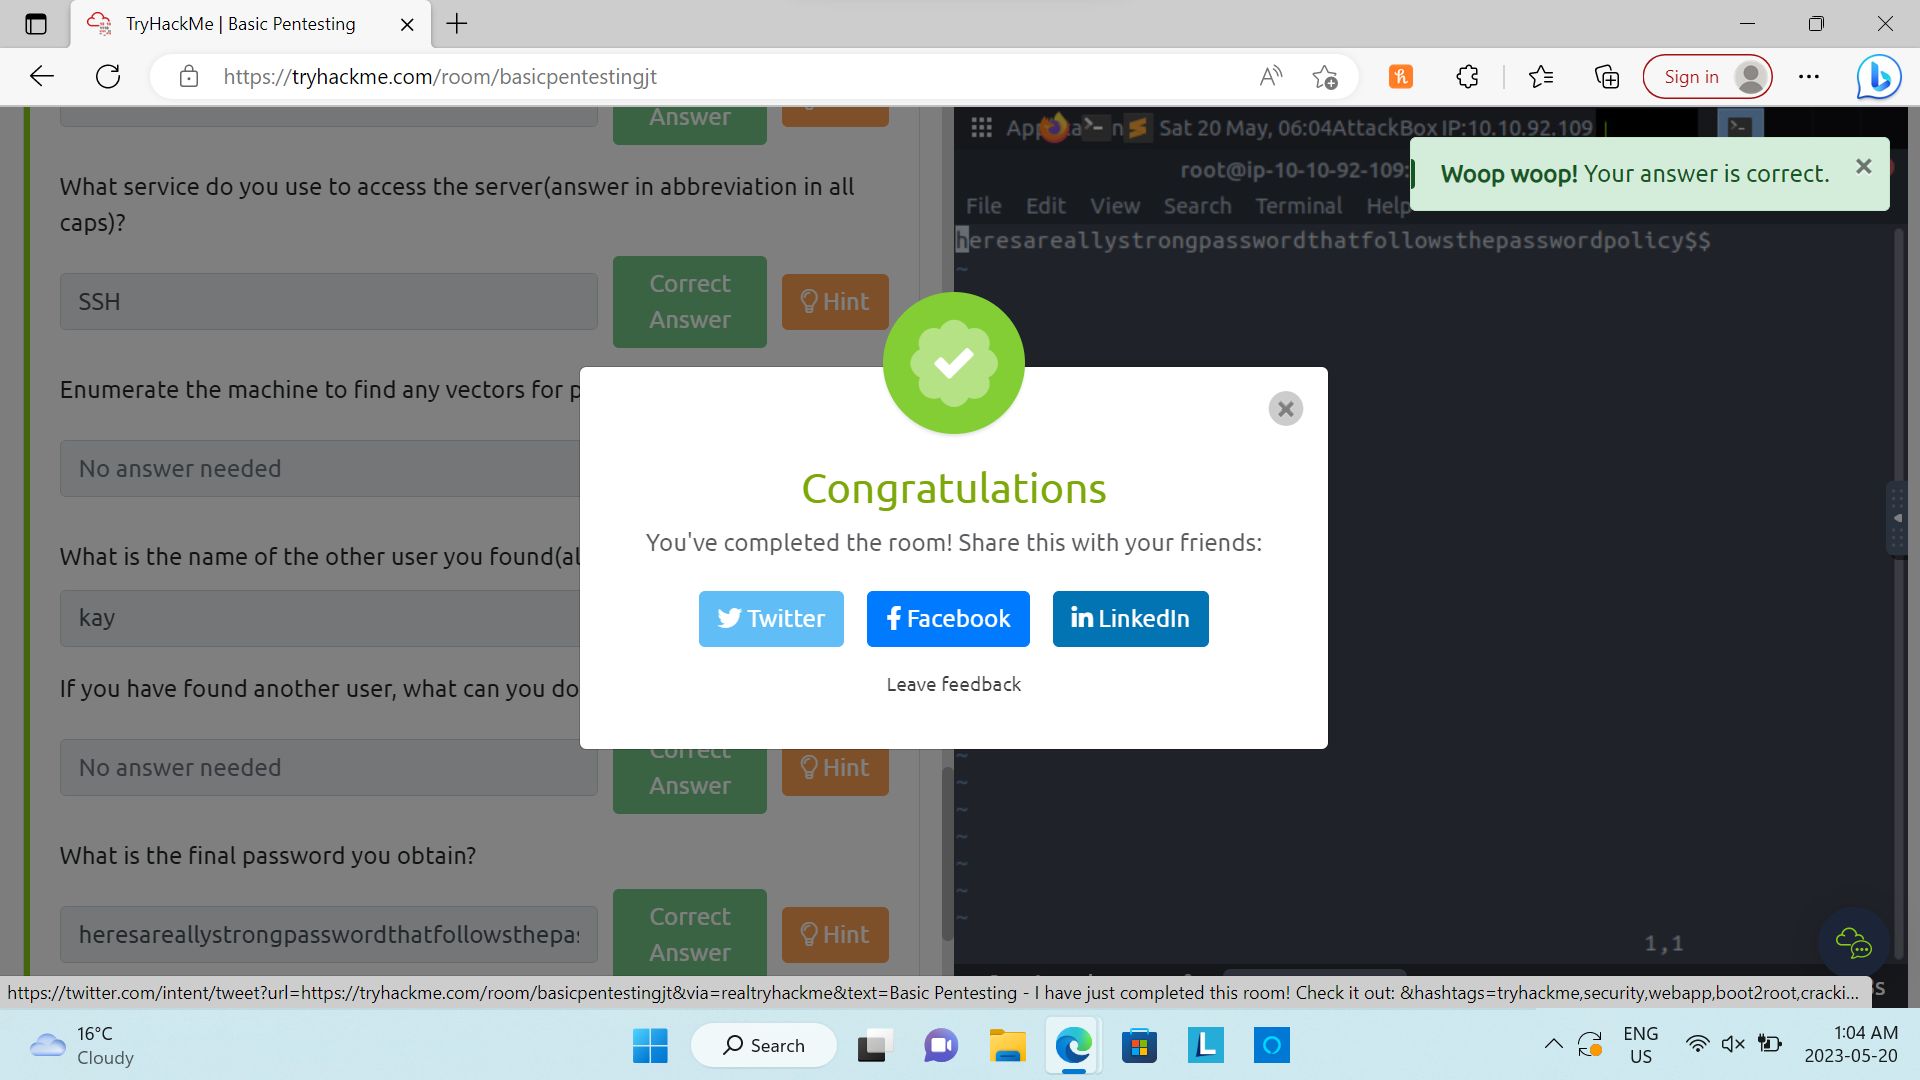 TryHackMe | Basic Pentesting
https://tryhackme.com/room/basicpentestingjt
Sign in
Answer
What service do you use to access the server(answer in abbreviation in all
caps)?
SSH
Correct
Answer
Hint
Enumerate the machine to find any vectors for p
No answer needed
What is the name of the other user you found(al
kay
If you have found another user, what can you do
No answer needed
Correct
Answer
Hint
What is the final password you obtain?
heresareallystrongpasswordthatfollowsthepas
Correct
Answer
Hint
Sat 20 May, 06:04 AttackBox IP:10.10.92.109
root@ip-10-10-92-109:
File Edit View Search Terminal Help
heresareallystrongpasswordthatfollowsthepasswordpolicy$$
~
~
~
~
~
~
~
~
1,1
Woop woop! Your answer is correct.
Congratulations
You've completed the room! Share this with your friends:
Twitter
Facebook
LinkedIn
Leave feedback
https://twitter.com/intent/tweet?url=https://tryhackme.com/room/basicpentestingjt&via=realtryhackme&text=Basic Pentesting - I have just completed this room! Check it out: &hashtags=tryhackme,security,webapp,boot2root,cracki...
16°C
Cloudy
Search
ENG
US
1:04 AM
2023-05-20